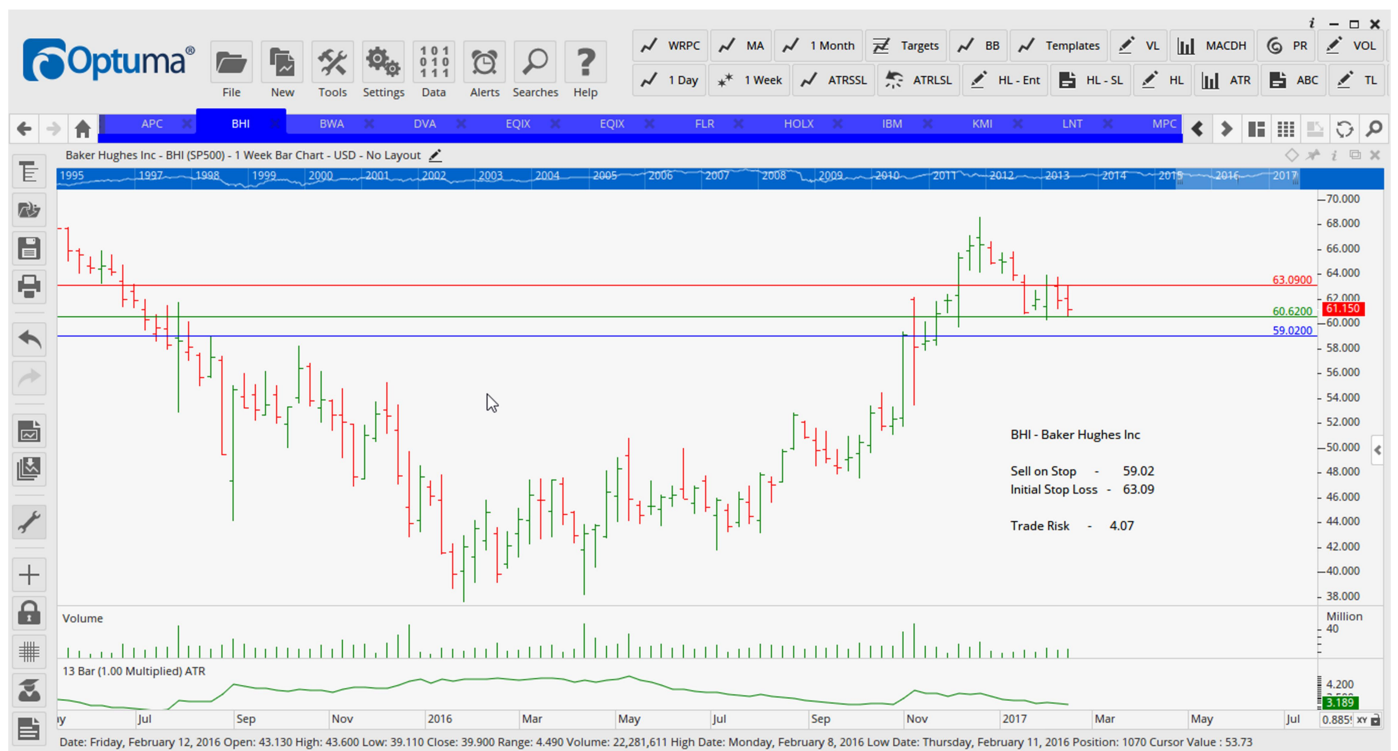 Optuma®
File New Tools Settings Data Alerts Searches Help
101
010
111
WRPC MA 1 Month Targets BB Templates VL MACDH PR VOL
1 Day 1 Week ATRSSL ATRLSL HL - Ent HL - SL HL ATR ABC TL
APC BHI BWA DVA EQIX EQIX FLR HOLX IBM KMI LNT MPC
Baker Hughes Inc - BHI (SP500) - 1 Week Bar Chart - USD - No Layout
1995 1997 1998 1999 2000 2001 2002 2003 2004 2005 2006 2007 2008 2009 2010 2011 2012 2013 2014 2015 2016 2017
70.000
68.000
66.000
64.000
63.0900
62.000
61.150
60.6200
60.000
59.0200
58.000
56.000
54.000
52.000
50.000
48.000
46.000
44.000
42.000
40.000
38.000
BHI - Baker Hughes Inc
Sell on Stop - 59.02
Initial Stop Loss - 63.09
Trade Risk - 4.07
Volume
Million
40
13 Bar (1.00 Multiplied) ATR
4.200
3.189
Jul Sep Nov 2016 Mar May Jul Sep Nov 2017 Mar May Jul 0.885 XY
Date: Friday, February 12, 2016 Open: 43.130 High: 43.600 Low: 39.110 Close: 39.900 Range: 4.490 Volume: 22,281,611 High Date: Monday, February 8, 2016 Low Date: Thursday, February 11, 2016 Position: 1070 Cursor Value : 53.73